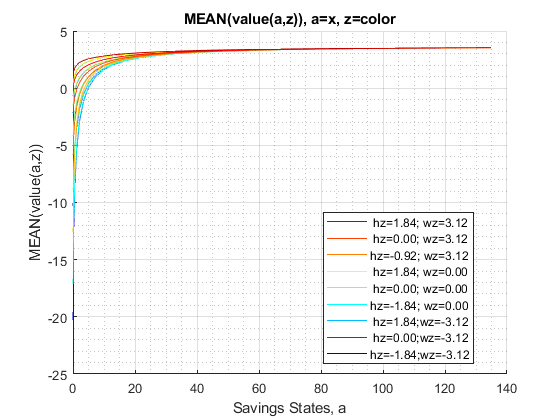 MEAN(value(a,z)), a=x, z=color
MEAN(value(a,z))
5
0
-5
-10
-15
-20
-25
0
20
40
60
80
100
120
140
Savings States, a
hz=1.84; wz=3.12
hz=0.00; wz=3.12
hz=-0.92; wz=3.12
hz=1.84; wz=0.00
hz=0.00; wz=0.00
hz=-1.84; wz=0.00
hz=1.84;wz=-3.12
hz=0.00;wz=-3.12
hz=-1.84;wz=-3.12